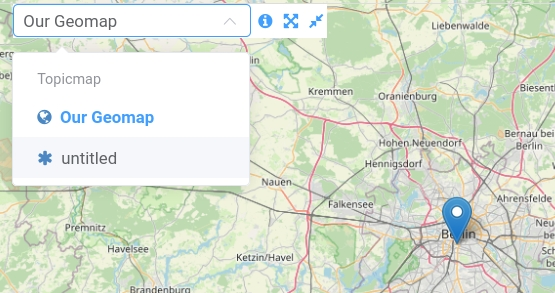 Our Geomap
Topicmap
Our Geomap
untitled
Liebenwalde
Kremmen
Oranienburg
Biesent
Hohen Neuendorf
Bernau bei
Berlin
Hennigsdorf
Nauen
Falkensee
Ahrensfelde
Berlin
Premnitz
Havelsee
Ketzin/Havel
Brandenburg